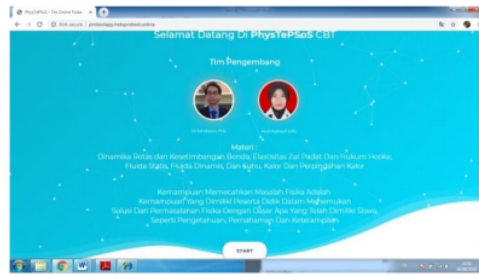 Selamat Datang Di PhysTePSoS CBT
Tim Pengembang
Materi :
Dinamika Rotasi dan Kesetimbangan Benda, Elastisitas Zat Padat Dan Hukum Hooke,
Fluida Statis, Fluida Dinamis, Dan Suhu, Kalor Dan Perpindahan Kalor
Kemampuan Memecahkan Masalah Fisika Adalah
Kemampuan Yang Dimiliki Peserta Didik Dalam Menemukan
Solusi Dari Permasalahan Fisika Dengan Dasar Apa Yang Telah Dimiliki Siswa,
Seperti Pengetahuan, Pemahaman Dan Keterampilan
START